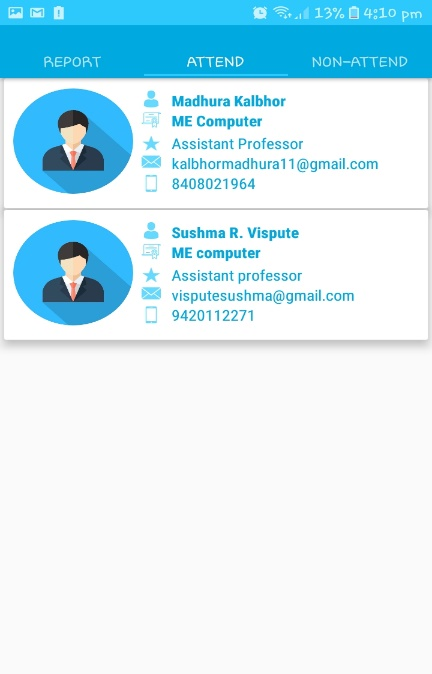 13% 4:10 pm
REPORT ATTEND NON-ATTEND
Madhura Kalbhor
ME Computer
Assistant Professor
kalbhormadhura11@gmail.com
8408021964
Sushma R. Vispute
ME computer
Assistant professor
visputesushma@gmail.com
9420112271